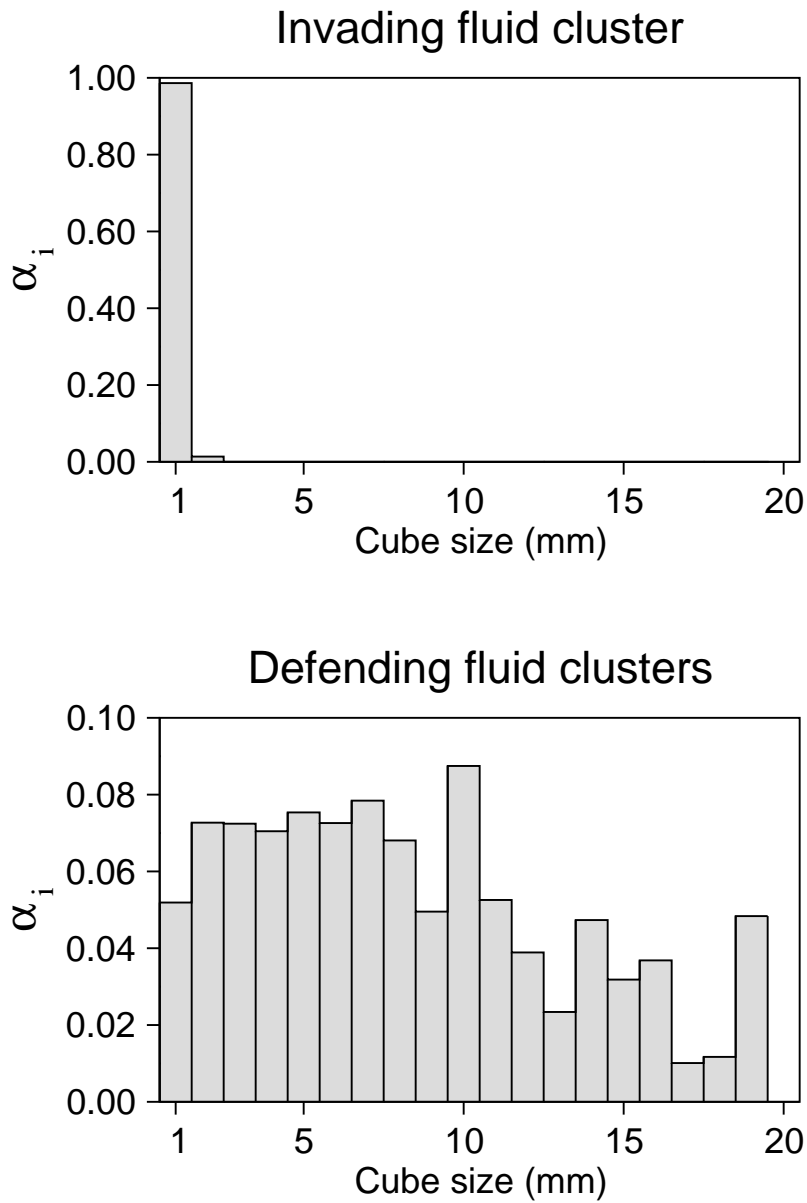 Invading fluid cluster
1.00
0.80
0.60
0.40
0.20
0.00
α i
1 5 10 15 20
Cube size (mm)
Defending fluid clusters
0.10
0.08
0.06
0.04
0.02
0.00
α i
1 5 10 15 20
Cube size (mm)